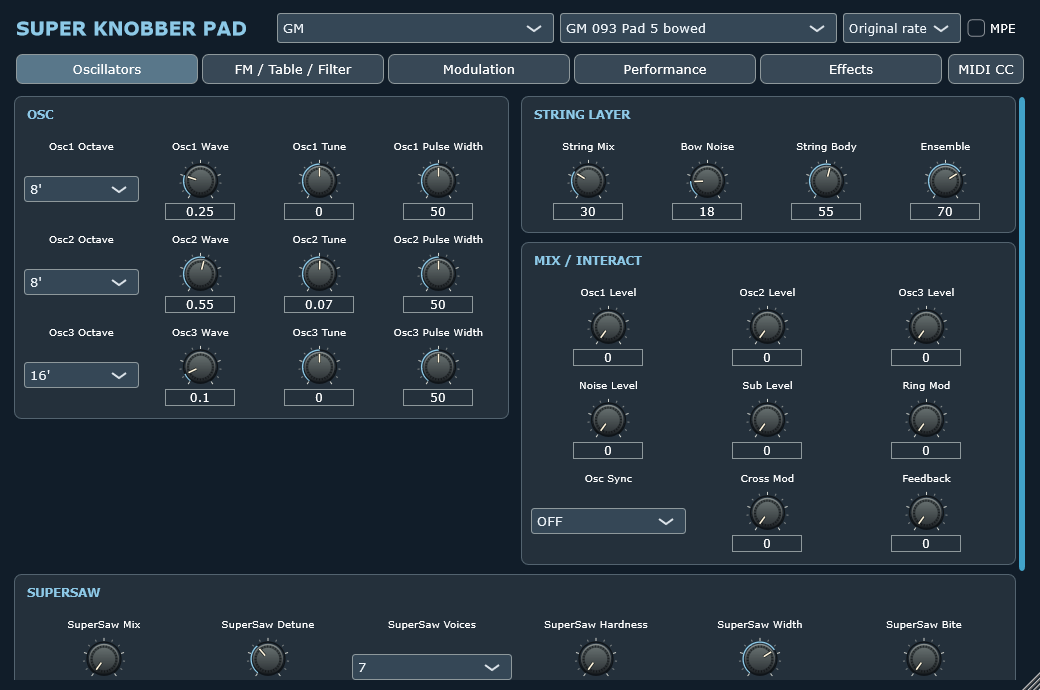 SUPER KNOBBER PAD
GM
GM 093 Pad 5 bowed
Original rate
MPE
Oscillators
FM / Table / Filter
Modulation
Performance
Effects
MIDI CC
OSC
Osc1 Octave
Osc1 Wave
Osc1 Tune
Osc1 Pulse Width
8'
0.25
0
50
Osc2 Octave
Osc2 Wave
Osc2 Tune
Osc2 Pulse Width
8'
0.55
0.07
50
Osc3 Octave
Osc3 Wave
Osc3 Tune
Osc3 Pulse Width
16'
0.1
0
50
STRING LAYER
String Mix
Bow Noise
String Body
Ensemble
30
18
55
70
MIX / INTERACT
Osc1 Level
Osc2 Level
Osc3 Level
0
0
0
Noise Level
Sub Level
Ring Mod
0
0
0
Osc Sync
Cross Mod
Feedback
OFF
0
0
SUPERSAW
SuperSaw Mix
SuperSaw Detune
SuperSaw Voices
SuperSaw Hardness
SuperSaw Width
SuperSaw Bite
7